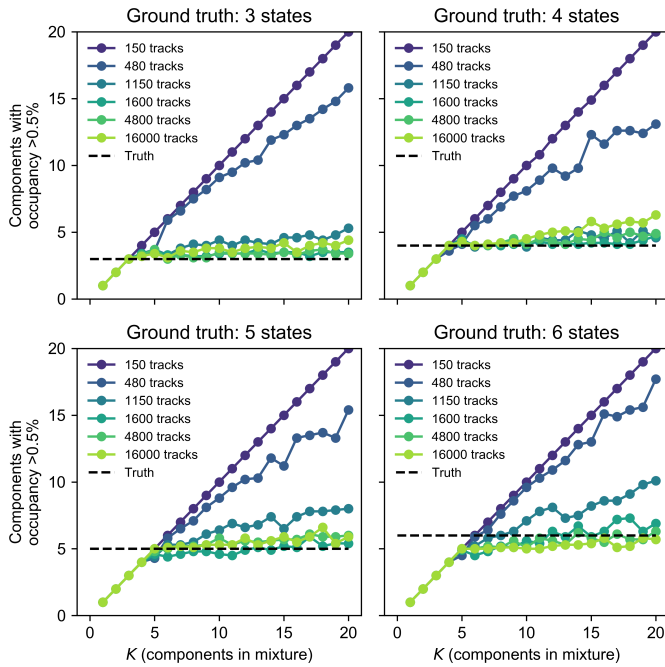 Ground truth: 3 states
20
15
10
5
0
Components with
occupancy >0.5%
150 tracks
480 tracks
1150 tracks
1600 tracks
4800 tracks
16000 tracks
Truth
Ground truth: 4 states
150 tracks
480 tracks
1150 tracks
1600 tracks
4800 tracks
16000 tracks
Truth
Ground truth: 5 states
20
15
10
5
0
Components with
occupancy >0.5%
150 tracks
480 tracks
1150 tracks
1600 tracks
4800 tracks
16000 tracks
Truth
0 5 10 15 20
K (components in mixture)
Ground truth: 6 states
150 tracks
480 tracks
1150 tracks
1600 tracks
4800 tracks
16000 tracks
Truth
0 5 10 15 20
K (components in mixture)